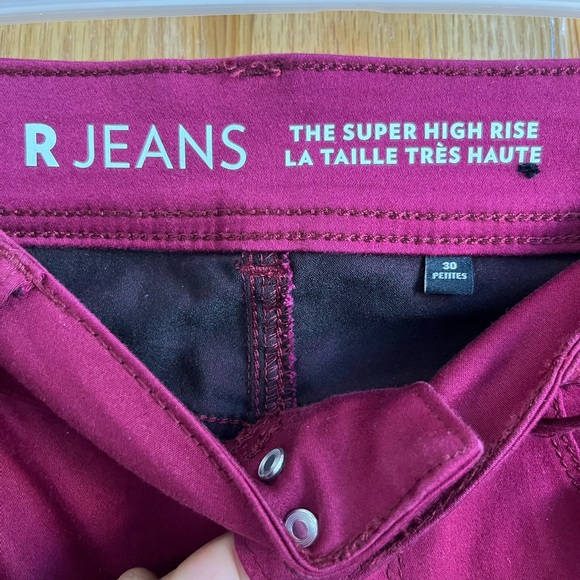 R JEANS
THE SUPER HIGH RISE
LA TAILLE TRÈS HAUTE
30
PETITES